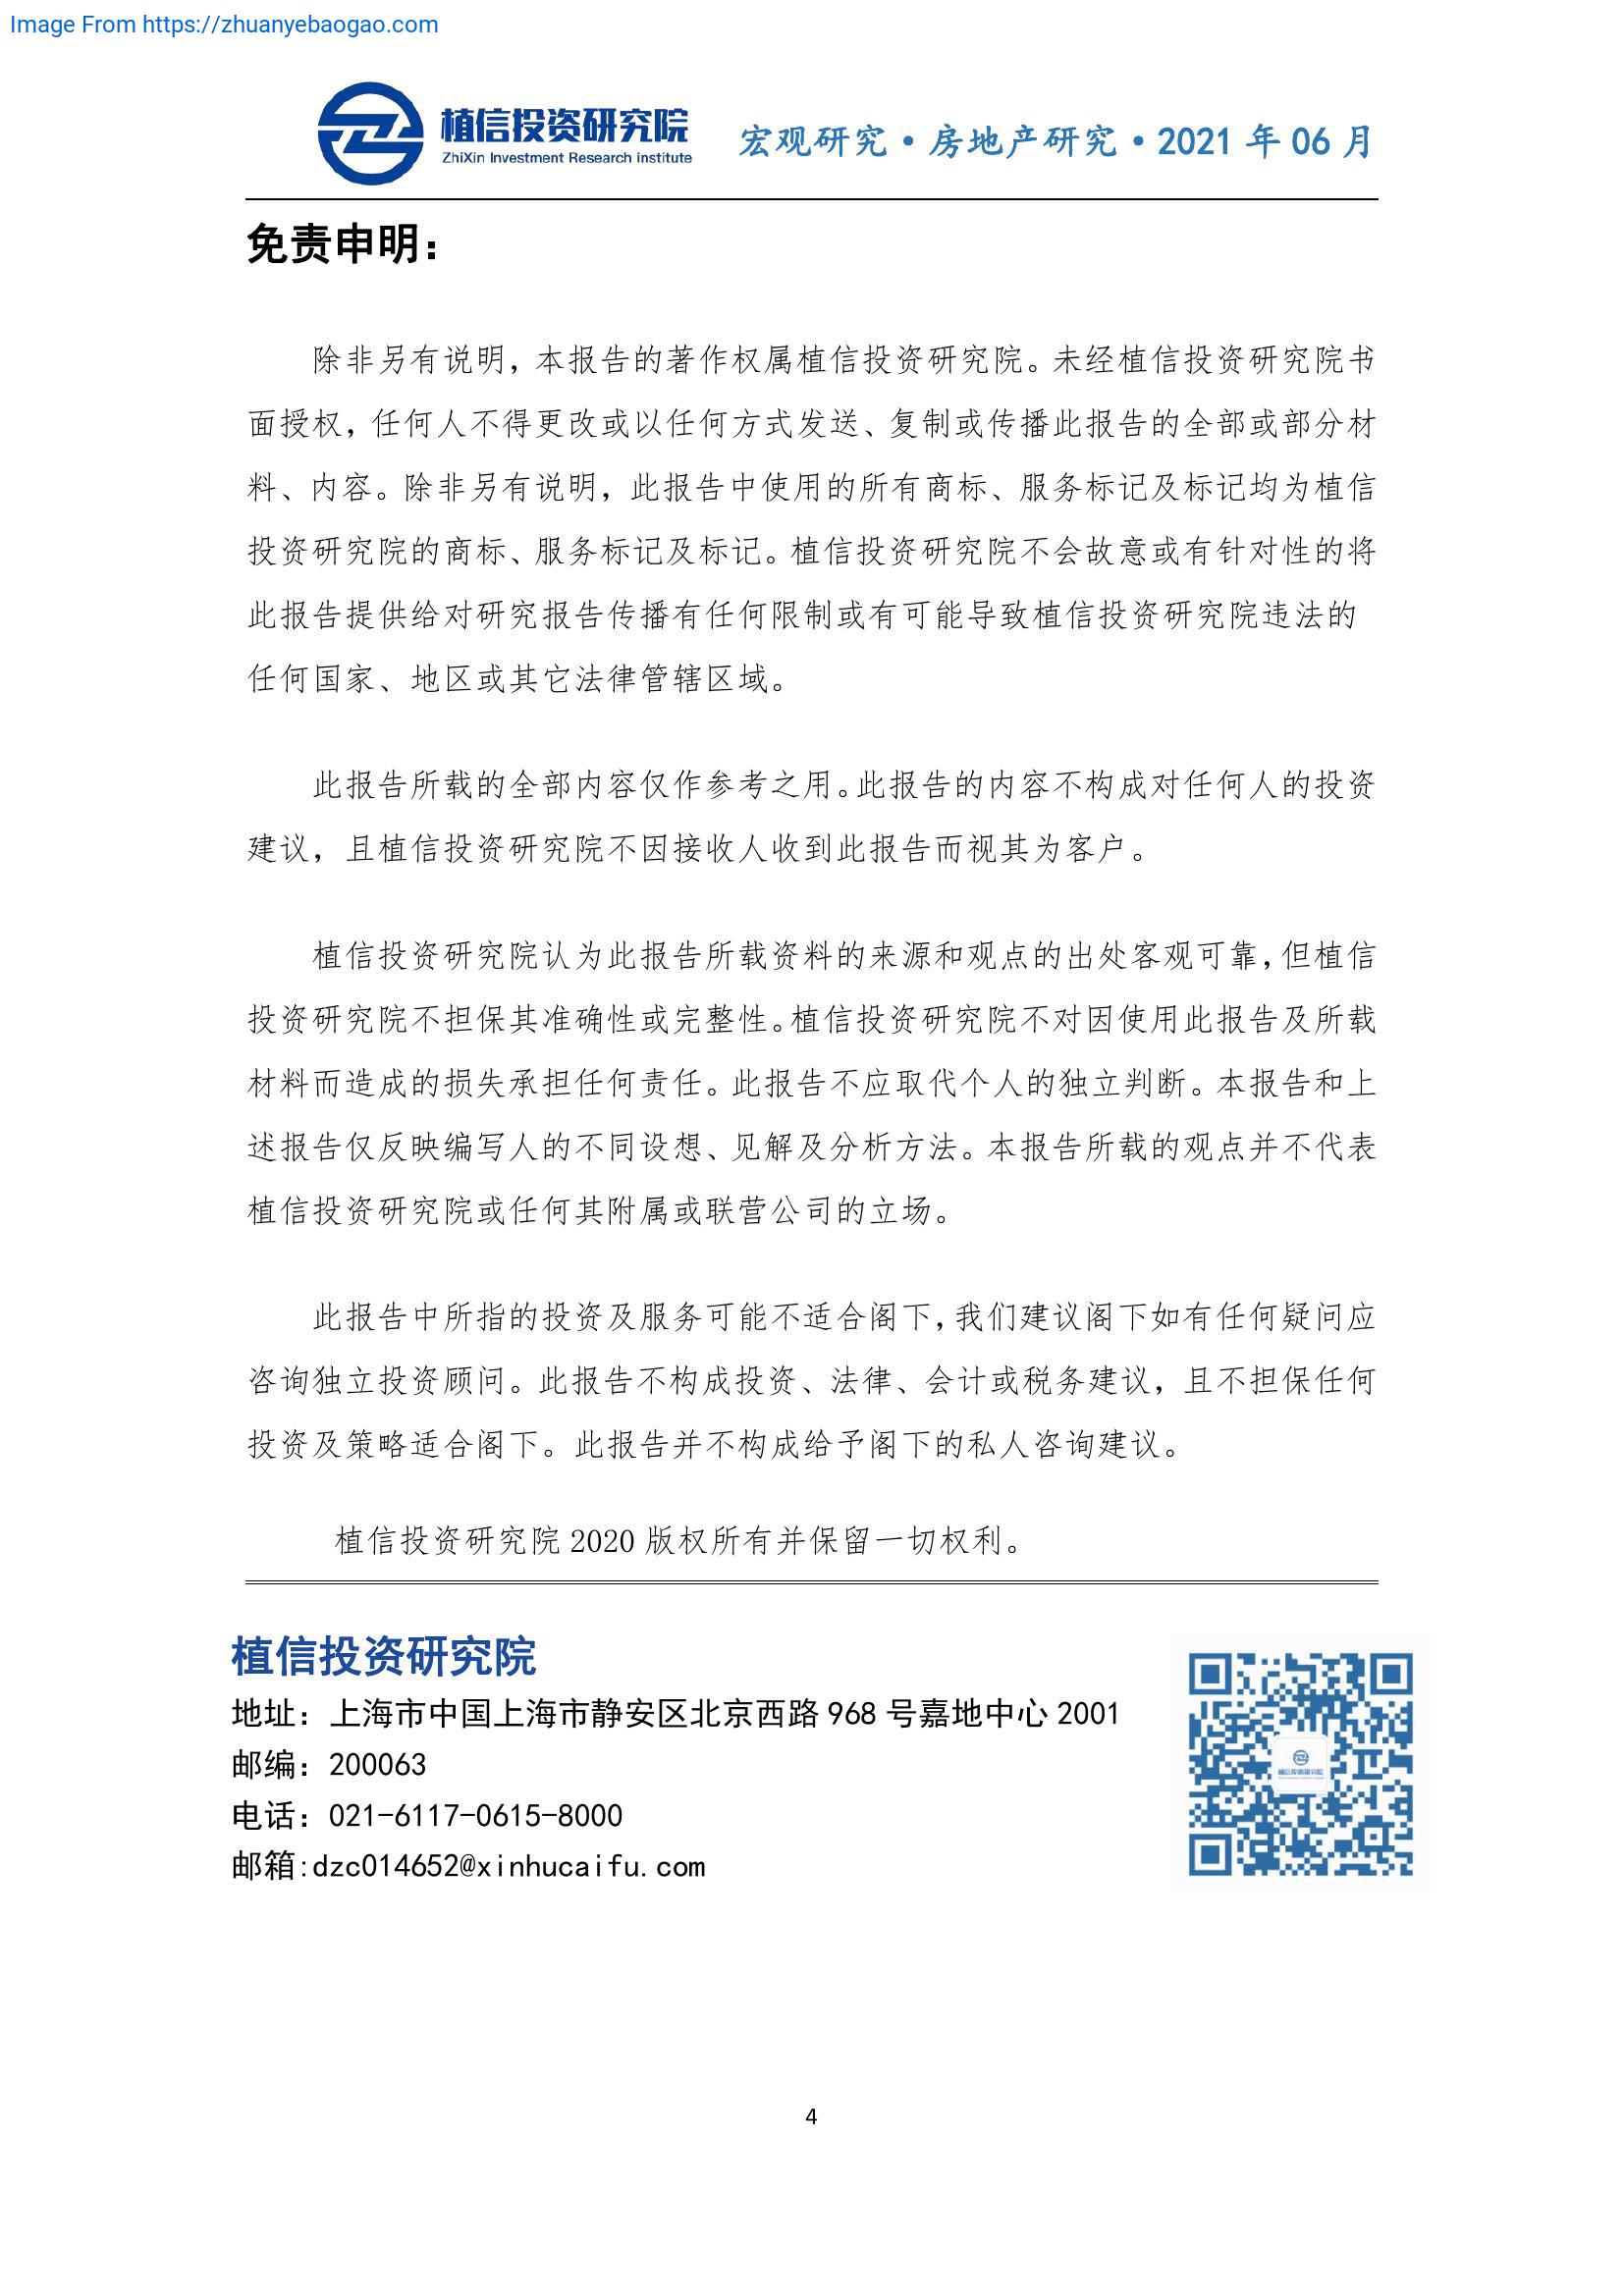 Image From https://zhuanyebaogao.com
植信投资研究院
ZhiXin Investment Research institute
宏观研究·房地产研究·2021 年 06 月
免责申明：
除非另有说明，本报告的著作权属植信投资研究院。未经植信投资研究院书
面授权，任何人不得更改或以任何方式发送、复制或传播此报告的全部或部分材
料、内容。除非另有说明，此报告中使用的所有商标、服务标记及标记均为植信
投资研究院的商标、服务标记及标记。植信投资研究院不会故意或有针对性的将
此报告提供给对研究报告传播有任何限制或有可能导致植信投资研究院违法的
任何国家、地区或其它法律管辖区域。
此报告所载的全部内容仅作参考之用。此报告的内容不构成对任何人的投资
建议，且植信投资研究院不因接收人收到此报告而视其为客户。
植信投资研究院认为此报告所载资料的来源和观点的出处客观可靠，但植信
投资研究院不担保其准确性或完整性。植信投资研究院不对因使用此报告及所载
材料而造成的损失承担任何责任。此报告不应取代个人的独立判断。本报告和上
述报告仅反映编写人的不同设想、见解及分析方法。本报告所载的观点并不代表
植信投资研究院或任何其附属或联营公司的立场。
此报告中所指的投资及服务可能不适合阁下，我们建议阁下如有任何疑问应
咨询独立投资顾问。此报告不构成投资、法律、会计或税务建议，且不担保任何
投资及策略适合阁下。此报告并不构成给予阁下的私人咨询建议。
植信投资研究院 2020 版权所有并保留一切权利。
植信投资研究院
地址：上海市中国上海市静安区北京西路 968 号嘉地中心 2001
邮编：200063
电话：021-6117-0615-8000
邮箱:dzc014652@xinhucaifu.com
4